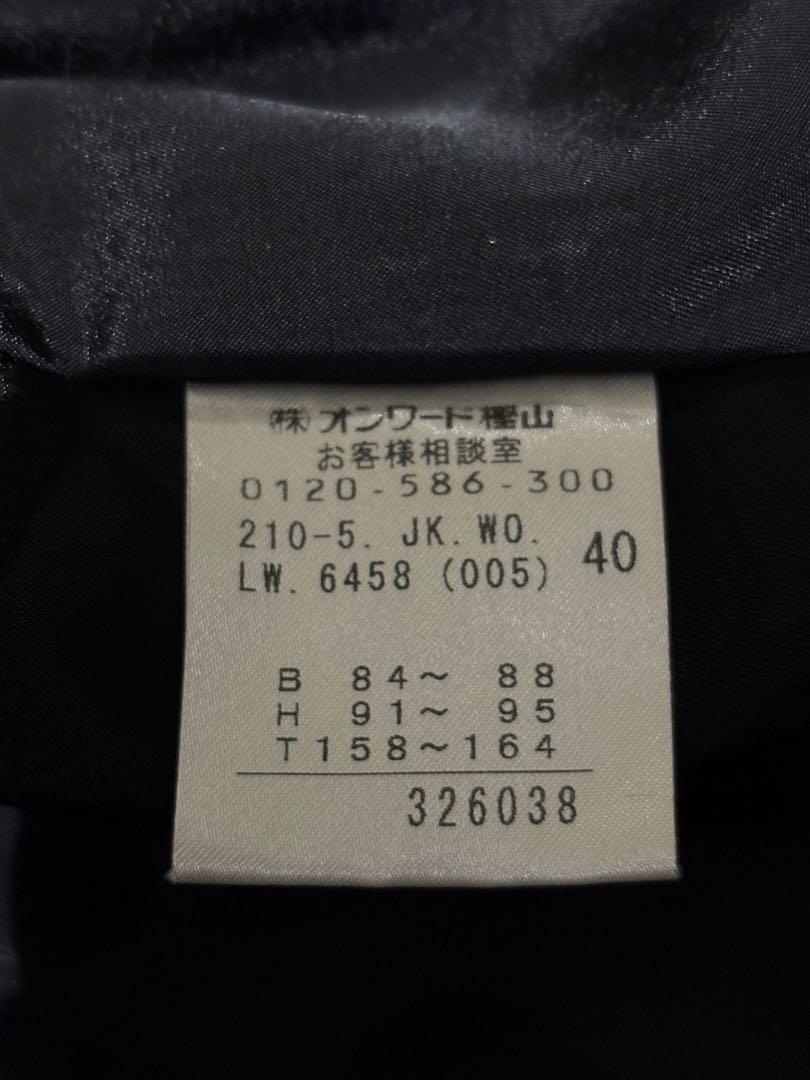 (株)オンワード樫山
お客様相談室
0120-586-300
210-5. JK. WO.
LW. 6458 (005) 40
B 84～ 88
H 91～ 95
T158～164
326038